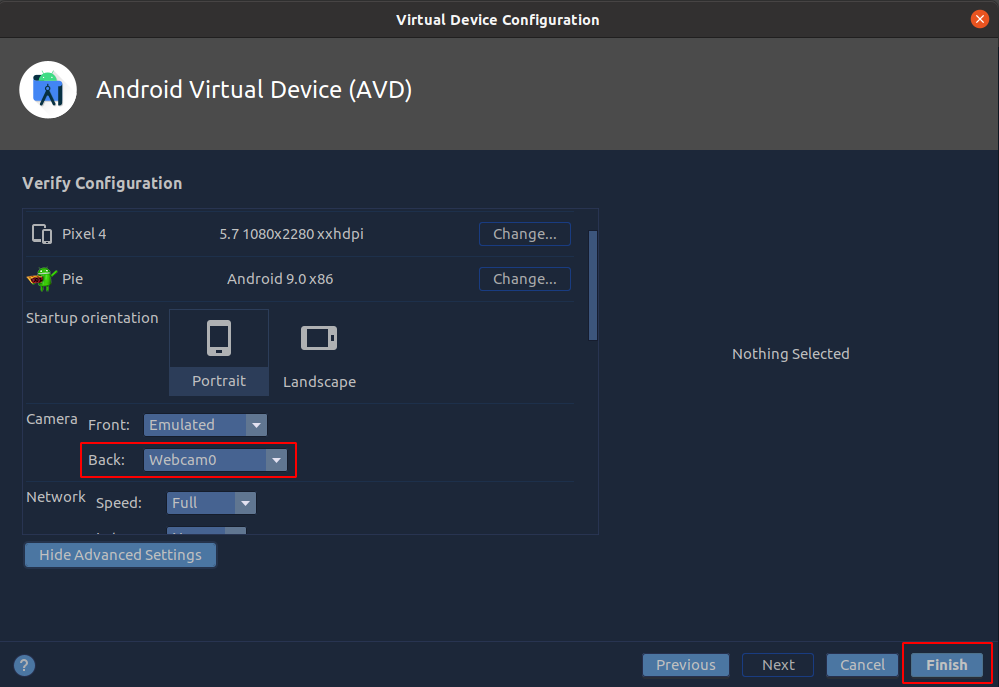 Virtual Device Configuration
Android Virtual Device (AVD)
Verify Configuration
Pixel 4 5.7 1080x2280 xxhdpi Change...
Pie Android 9.0 x86 Change...
Startup orientation
Portrait Landscape
Nothing Selected
Camera Front: Emulated
Back: Webcam0
Network Speed: Full
Hide Advanced Settings
? Previous Next Cancel Finish